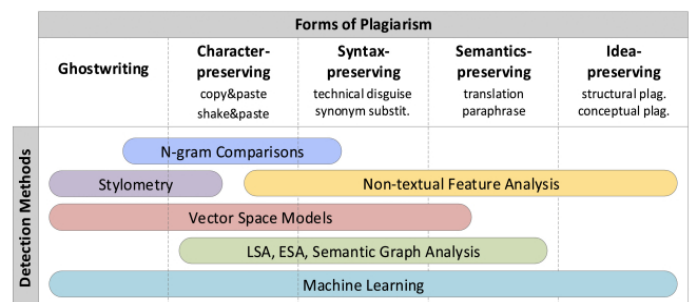 Forms of Plagiarism
Ghostwriting
Character-
preserving
copy&paste
shake&paste
Syntax-
preserving
technical disguise
synonym substit.
Semantics-
preserving
translation
paraphrase
Idea-
preserving
structural plag.
conceptual plag.
Detection Methods
N-gram Comparisons
Stylometry
Non-textual Feature Analysis
Vector Space Models
LSA, ESA, Semantic Graph Analysis
Machine Learning